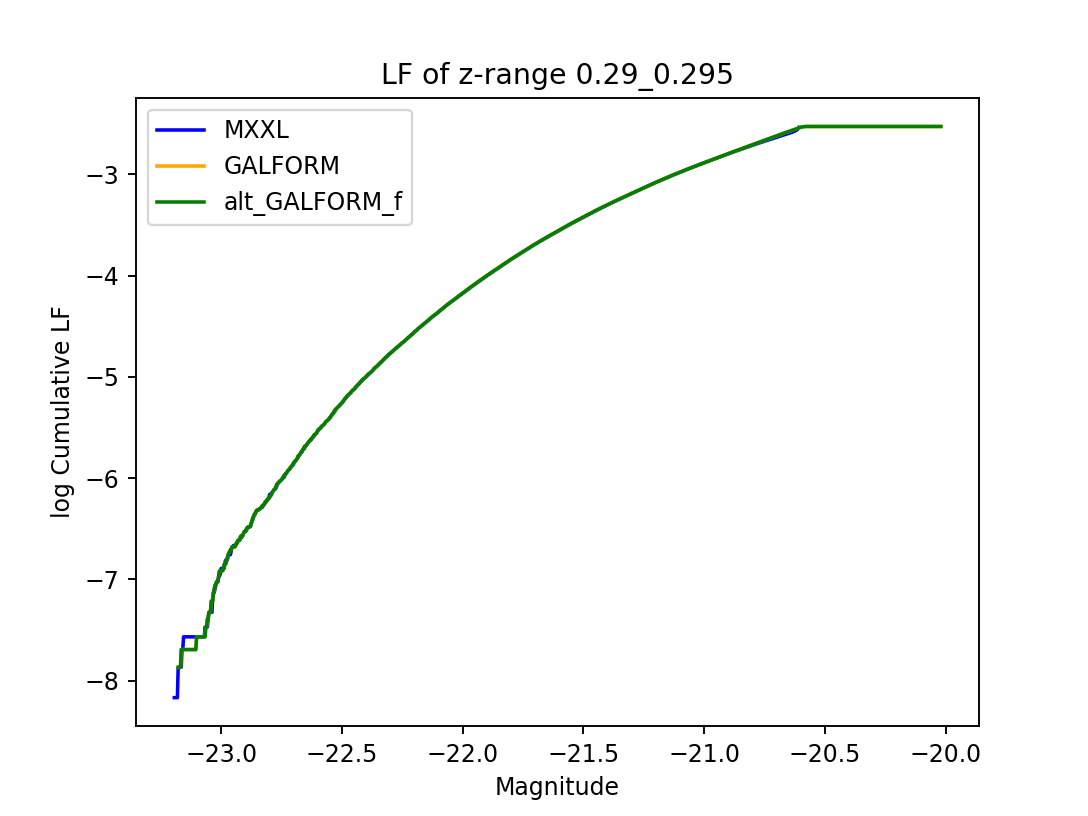 LF of z-range 0.29_0.295
MXXL
GALFORM
alt_GALFORM_f
−3
−4
−5
−6
−7
−8
log Cumulative LF
−23.0
−22.5
−22.0
−21.5
−21.0
−20.5
−20.0
Magnitude